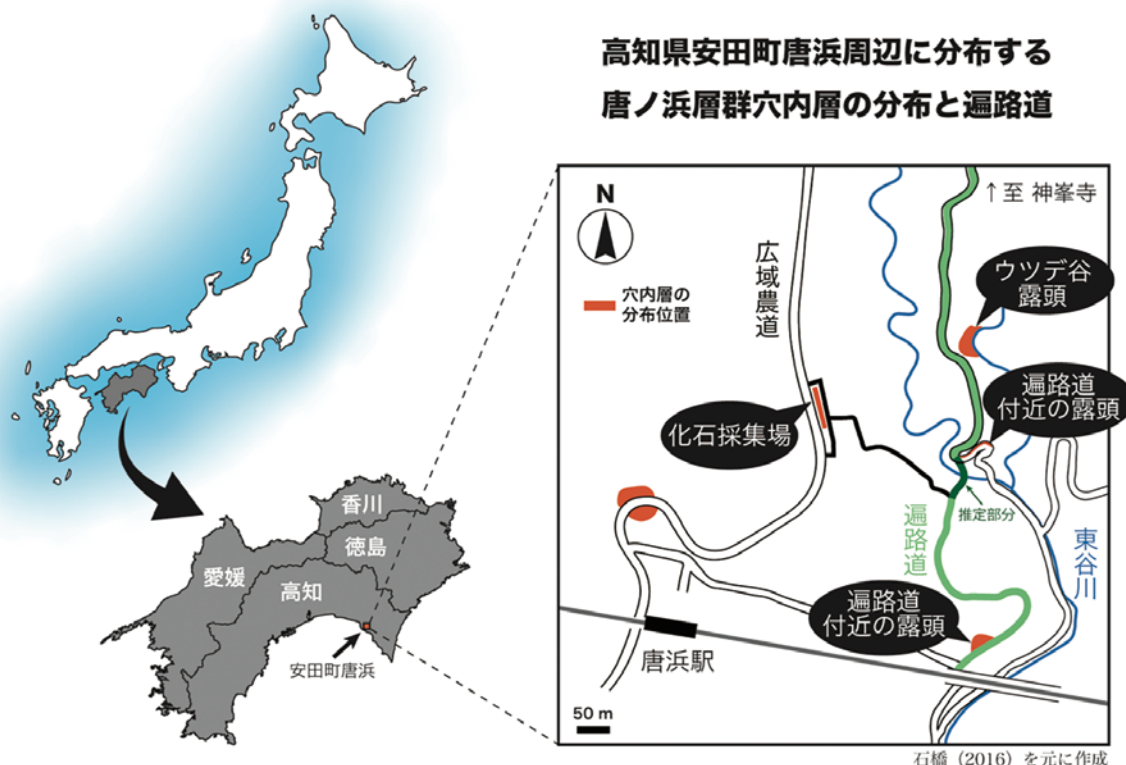 高知県安田町唐浜周辺に分布する
唐ノ浜層群穴内層の分布と遍路道
N
↑至 神峯寺
広域農道
ウツデ谷
露頭
穴内層の
分布位置
遍路道
付近の露頭
化石採集場
推定部分
遍路道
東谷川
遍路道
付近の露頭
唐浜駅
50 m
香川
徳島
愛媛
高知
安田町唐浜
石橋（2016）を元に作成